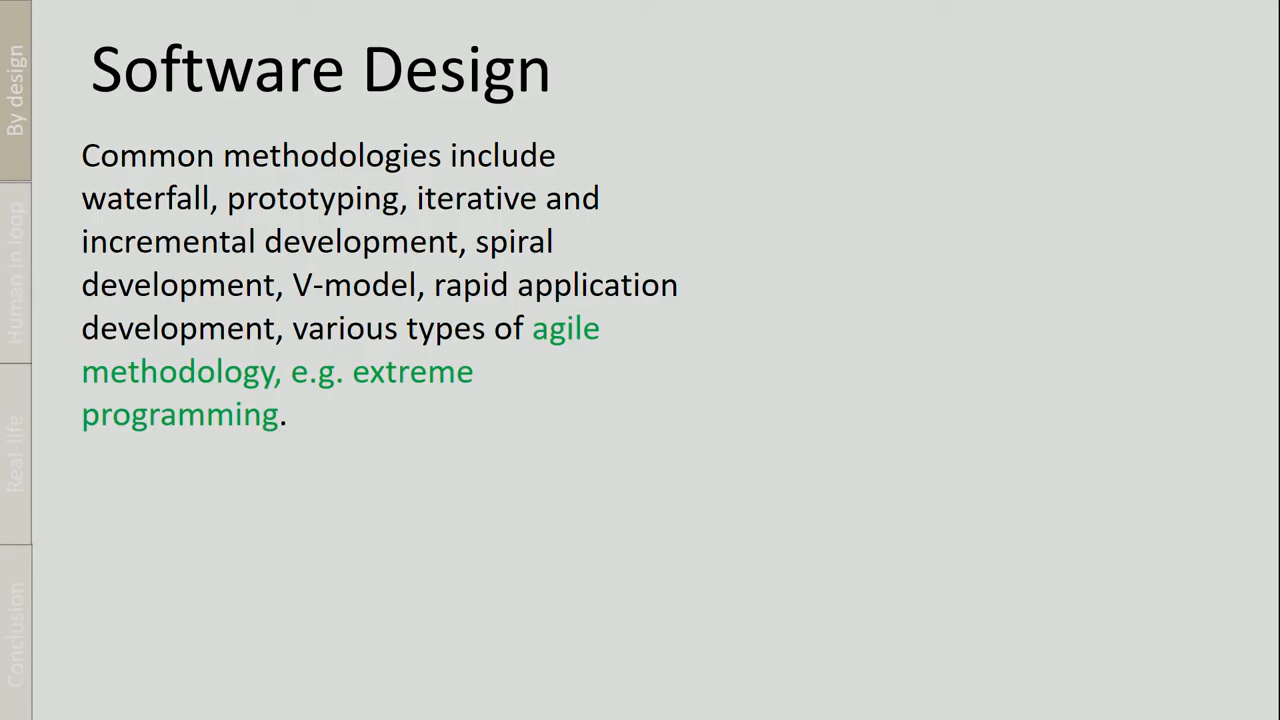 Software Design
Common methodologies include
waterfall, prototyping, iterative and
incremental development, spiral
development, V-model, rapid application
development, various types of agile
methodology, e.g. extreme
programming.
By design
Human in loop
Real-life
Conclusion